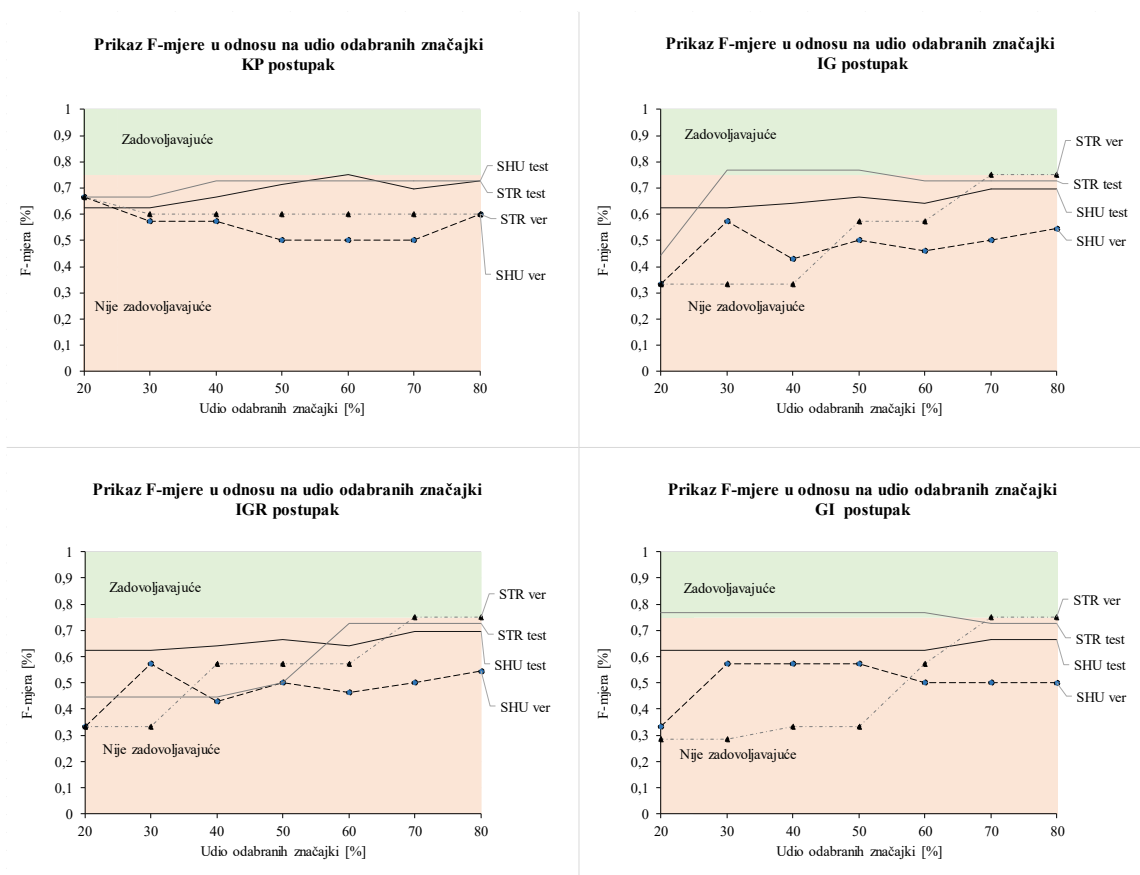 Prikaz F-mjere u odnosu na udio odabranih značajki
KP postupak
1
0,9
0,8
0,7
0,6
0,5
0,4
0,3
0,2
0,1
0
F-mjera [%]
Zadovoljavajuće
Nije zadovoljavajuće
SHU test
STR test
STR ver
SHU ver
20 30 40 50 60 70 80
Udio odabranih značajki [%]
Prikaz F-mjere u odnosu na udio odabranih značajki
IG postupak
1
0,9
0,8
0,7
0,6
0,5
0,4
0,3
0,2
0,1
0
F-mjera [%]
Zadovoljavajuće
Nije zadovoljavajuće
STR ver
STR test
SHU test
SHU ver
20 30 40 50 60 70 80
Udio odabranih značajki [%]
Prikaz F-mjere u odnosu na udio odabranih značajki
IGR postupak
1
0,9
0,8
0,7
0,6
0,5
0,4
0,3
0,2
0,1
0
F-mjera [%]
Zadovoljavajuće
Nije zadovoljavajuće
STR ver
STR test
SHU test
SHU ver
20 30 40 50 60 70 80
Udio odabranih značajki [%]
Prikaz F-mjere u odnosu na udio odabranih značajki
GI postupak
1
0,9
0,8
0,7
0,6
0,5
0,4
0,3
0,2
0,1
0
F-mjera [%]
Zadovoljavajuće
Nije zadovoljavajuće
STR ver
STR test
SHU test
SHU ver
20 30 40 50 60 70 80
Udio odabranih značajki [%]